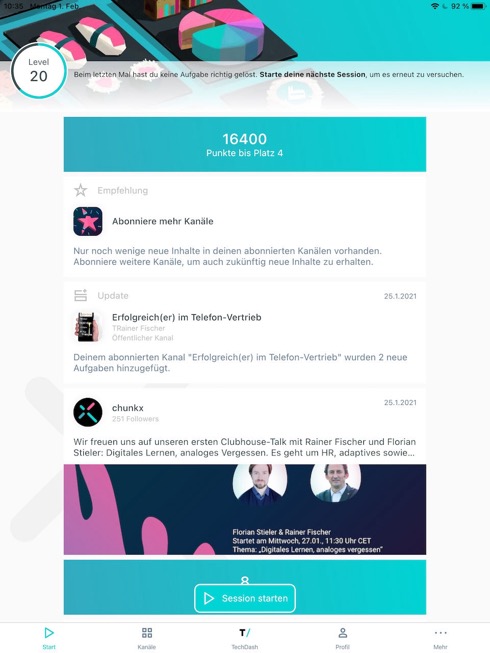 10:35 Montag 1. Feb.
92 %
Level
20
Beim letzten Mal hast du keine Aufgabe richtig gelöst. Starte deine nächste Session, um es erneut zu versuchen.
16400
Punkte bis Platz 4
Empfehlung
Abonniere mehr Kanäle
Nur noch wenige neue Inhalte in deinen abonnierten Kanälen vorhanden.
Abonniere weitere Kanäle, um auch zukünftig neue Inhalte zu erhalten.
Update
25.1.2021
Erfolgreich(er) im Telefon-Vertrieb
TRainer Fischer
Öffentlicher Kanal
Deinem abonnierten Kanal "Erfolgreich(er) im Telefon-Vertrieb" wurden 2 neue
Aufgaben hinzugefügt.
25.1.2021
chunkx
251 Followers
Wir freuen uns auf unseren ersten Clubhouse-Talk mit Rainer Fischer und Florian
Stieler: Digitales Lernen, analoges Vergessen. Es geht um HR, adaptives sowie...
Florian Stieler & Rainer Fischer
Startet am Mittwoch, 27.01., 11:30 Uhr CET
Thema: „Digitales Lernen, analoges vergessen"
8
Session starten
Start
Kanäle
T/
TechDash
Profil
Mehr